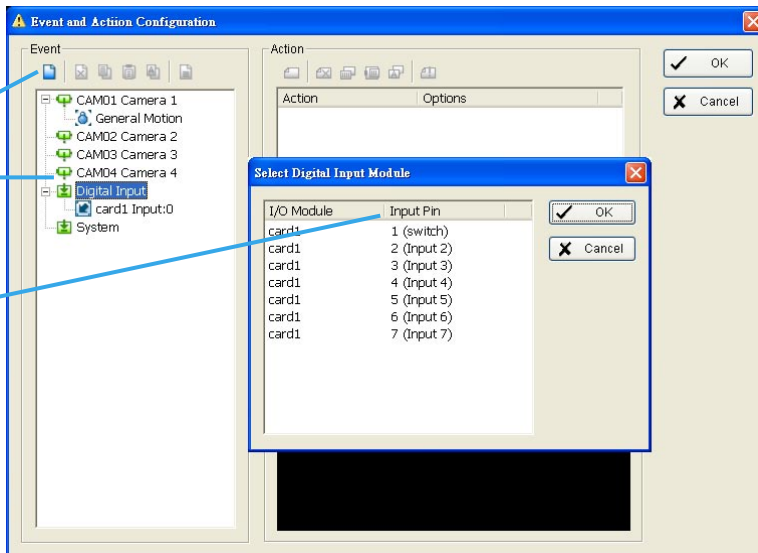 Event and Actiion Configuration
Event
Action
OK
Cancel
CAM01 Camera 1
General Motion
CAM02 Camera 2
CAM03 Camera 3
CAM04 Camera 4
Digital Input
card1 Input:0
System
Action Options
Select Digital Input Module
I/O Module Input Pin
card1 1 (switch)
card1 2 (Input 2)
card1 3 (Input 3)
card1 4 (Input 4)
card1 5 (Input 5)
card1 6 (Input 6)
card1 7 (Input 7)
OK
Cancel